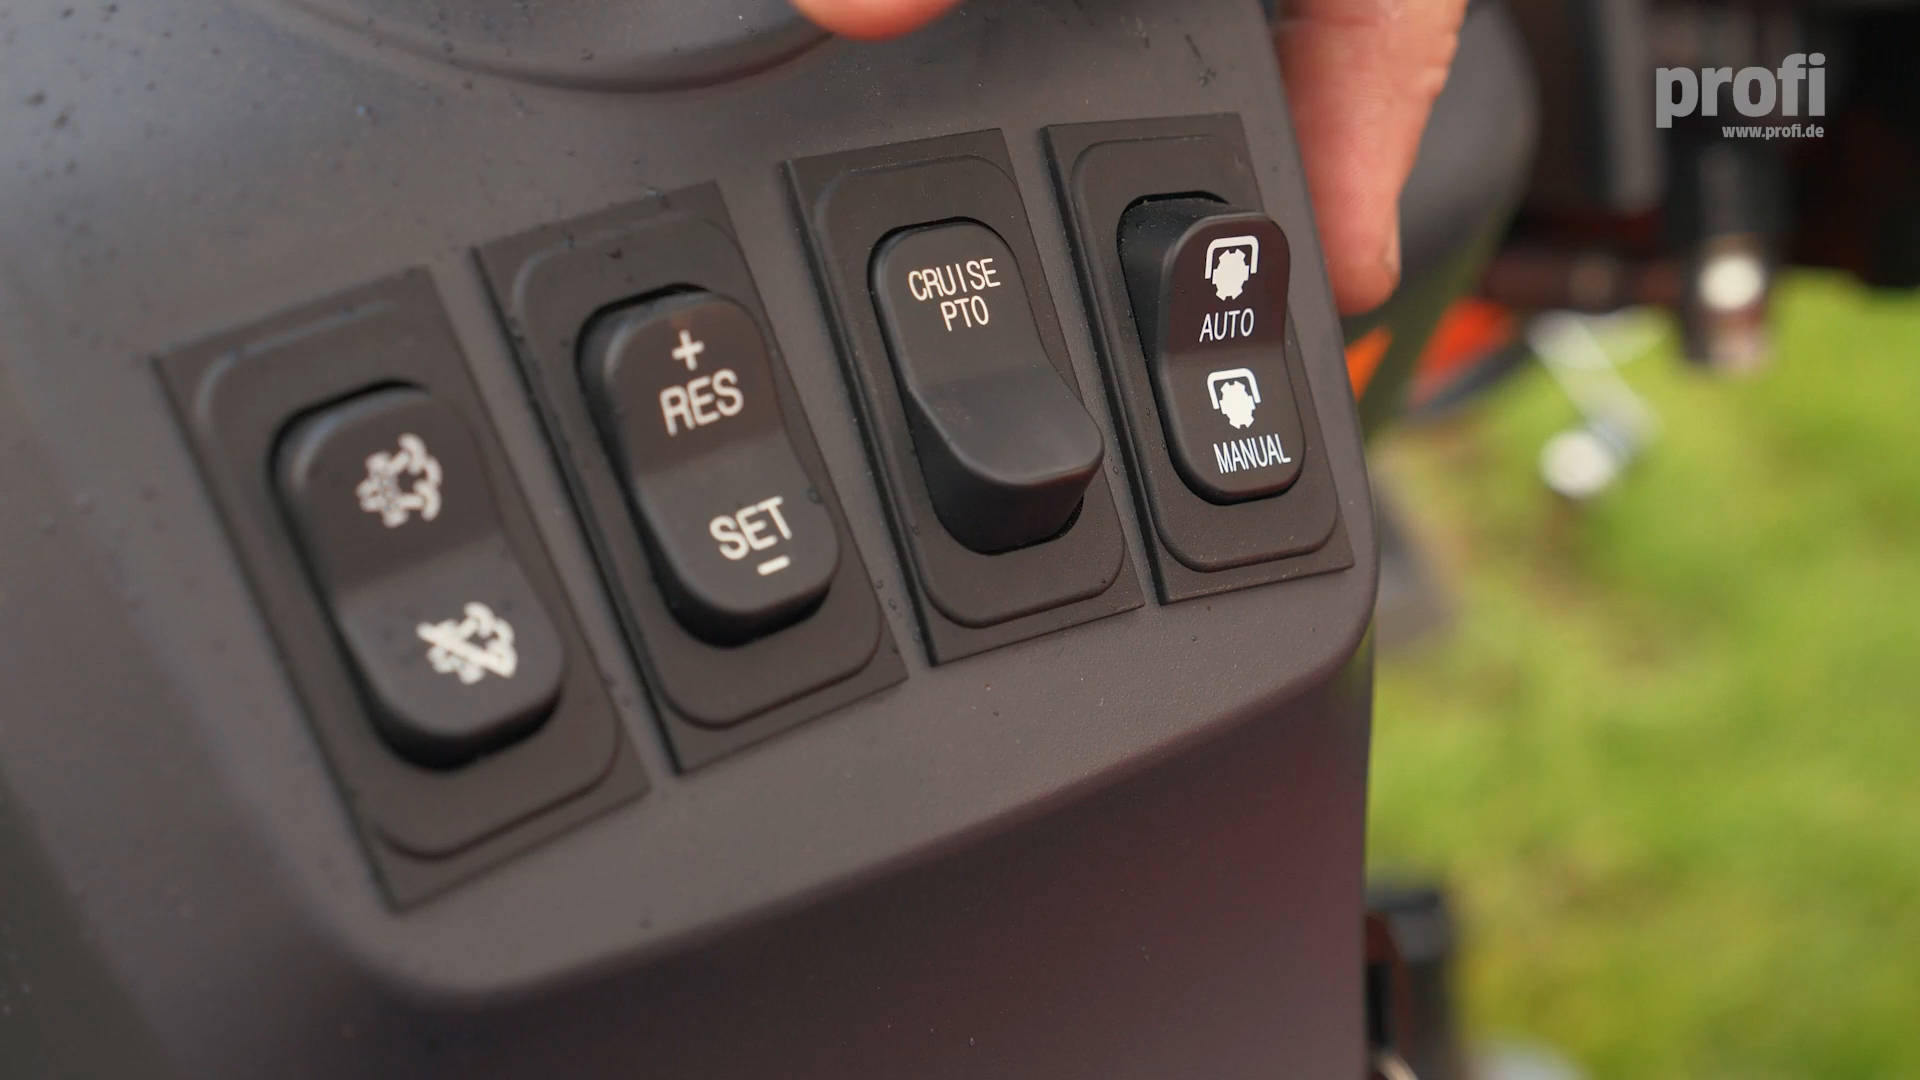 profi
www.profi.de
+
RES
SET
–
CRUISE
PTO
AUTO
MANUAL